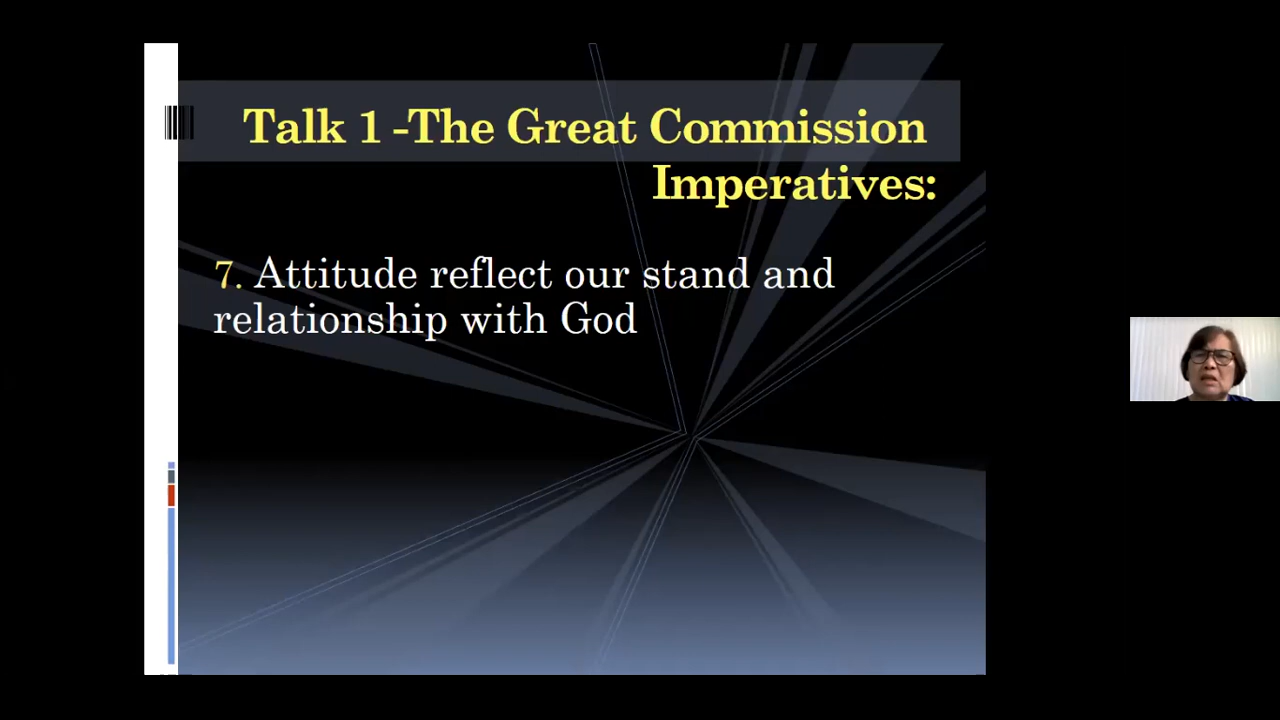 Talk 1 -The Great Commission
Imperatives:
7. Attitude reflect our stand and
relationship with God